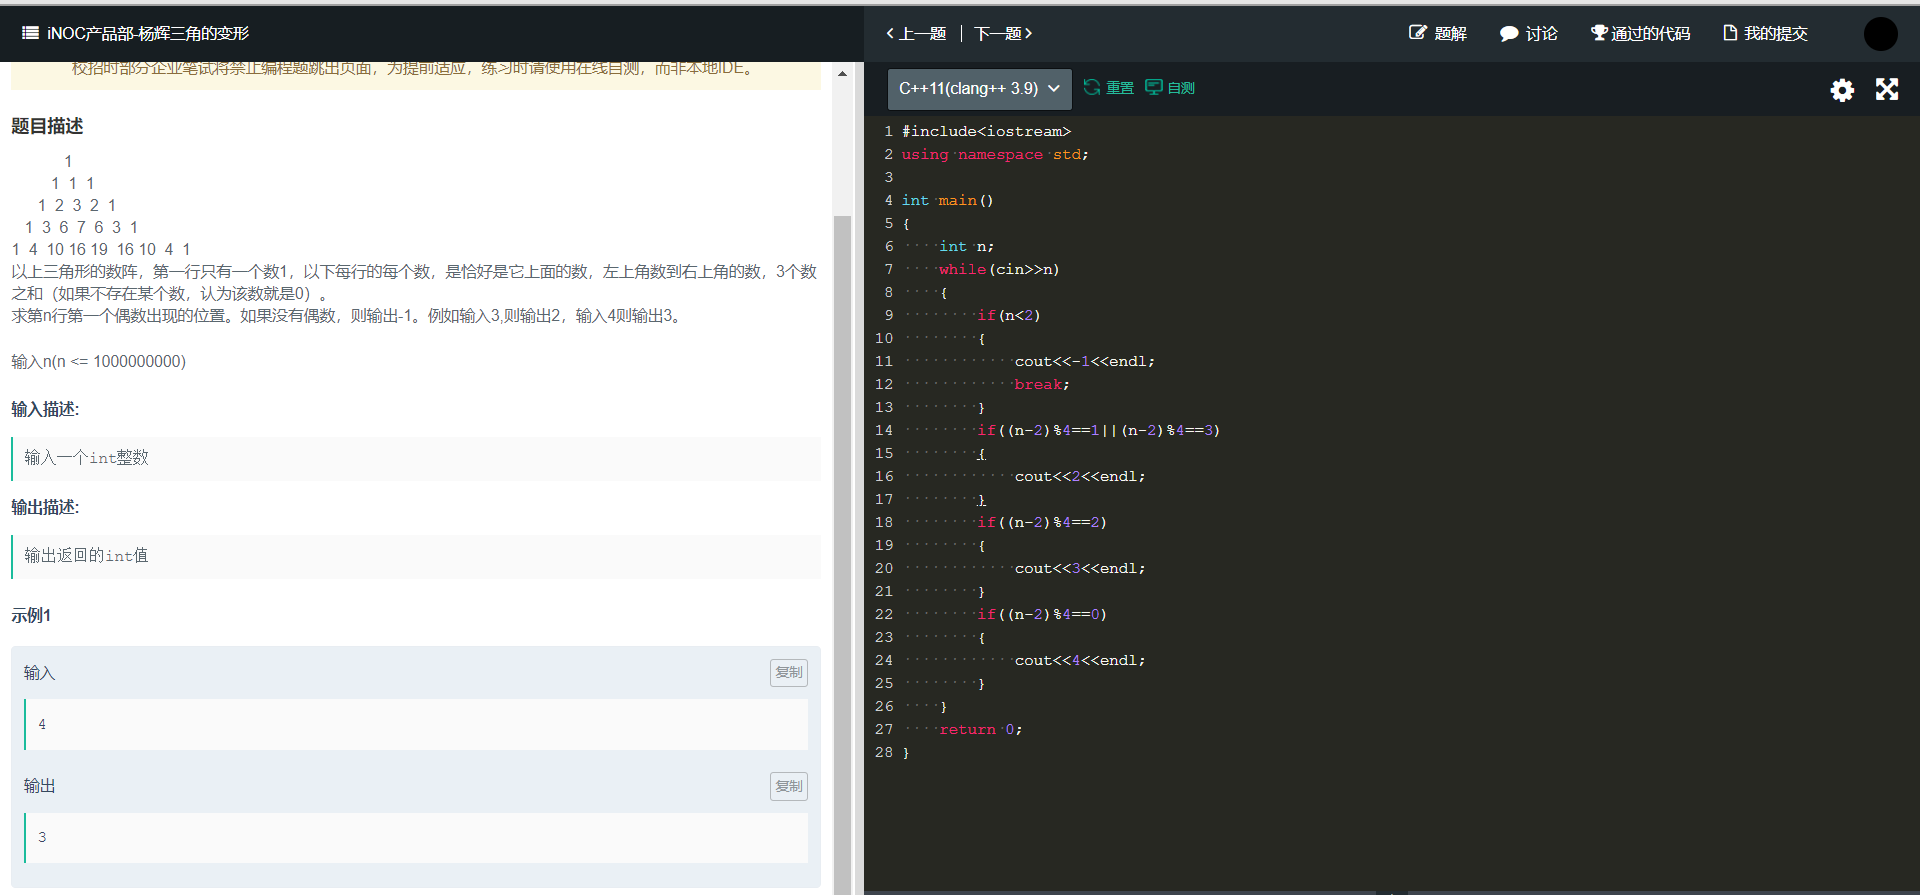 iNOC产品部-杨辉三角的变形
校招时部分企业笔试将禁止编程题跳出页面，为提前适应，练习时请使用在线自测，而非本地IDE。
题目描述
1
1 1 1
1 2 3 2 1
1 3 6 7 6 3 1
1 4 10 16 19 16 10 4 1
以上三角形的数阵，第一行只有一个数1，以下每行的每个数，是恰好是它上面的数，左上角数到右上角的数，3个数
之和（如果不存在某个数，认为该数就是0）。
求第n行第一个偶数出现的位置。如果没有偶数，则输出-1。例如输入3,则输出2，输入4则输出3。
输入n(n <= 1000000000)
输入描述:
输入一个int整数
输出描述:
输出返回的int值
示例1
输入
复制
4
输出
复制
3
上一题 | 下一题
题解
讨论
通过的代码
我的提交
C++11(clang++ 3.9)
重置
自测
1 #include<iostream>
2 using namespace std;
3
4 int main()
5 {
6     int n;
7     while(cin>>n)
8     {
9         if(n<2)
10         {
11             cout<<-1<<endl;
12             break;
13         }
14         if((n-2)%4==1||(n-2)%4==3)
15         {
16             cout<<2<<endl;
17         }
18         if((n-2)%4==2)
19         {
20             cout<<3<<endl;
21         }
22         if((n-2)%4==0)
23         {
24             cout<<4<<endl;
25         }
26     }
27     return 0;
28 }